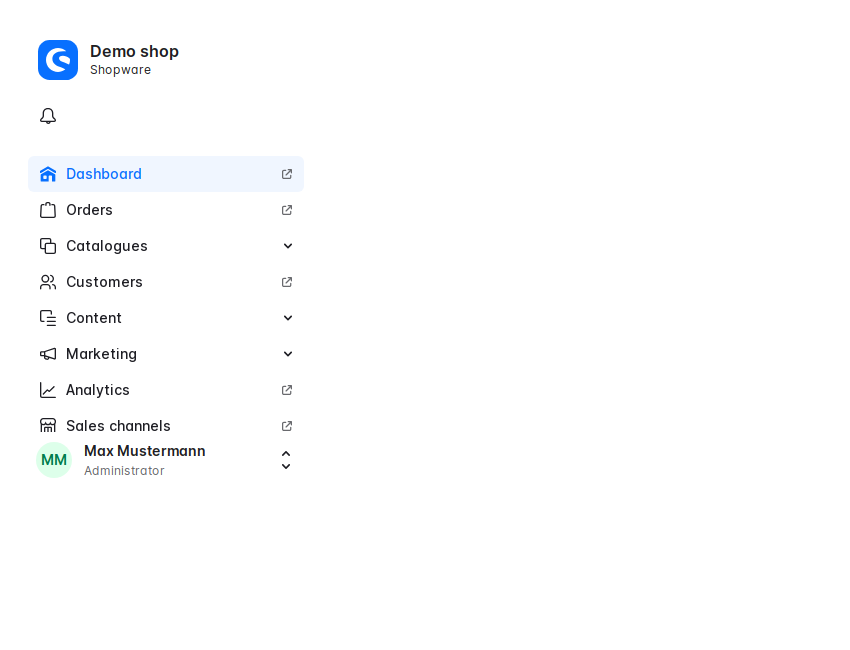 Demo shop
Shopware
Dashboard
Orders
Catalogues
Customers
Content
Marketing
Analytics
Sales channels
MM
Max Mustermann
Administrator